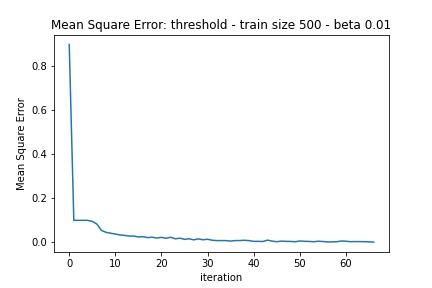 Mean Square Error: threshold - train size 500 - beta 0.01
0.8
0.6
0.4
0.2
0.0
Mean Square Error
0 10 20 30 40 50 60
iteration